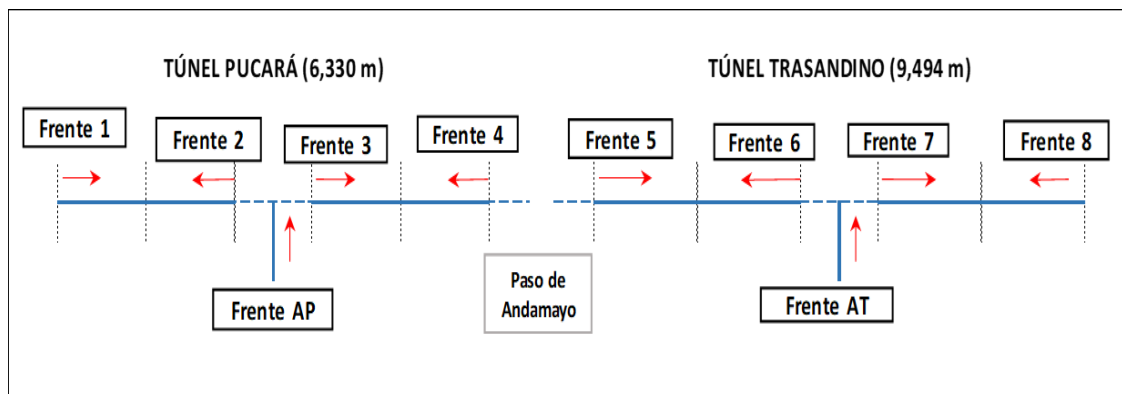 TÚNEL PUCARÁ (6,330 m)
TÚNEL TRASANDINO (9,494 m)
Frente 1
Frente 2
Frente 3
Frente 4
Frente 5
Frente 6
Frente 7
Frente 8
Frente AP
Paso de
Andamayo
Frente AT